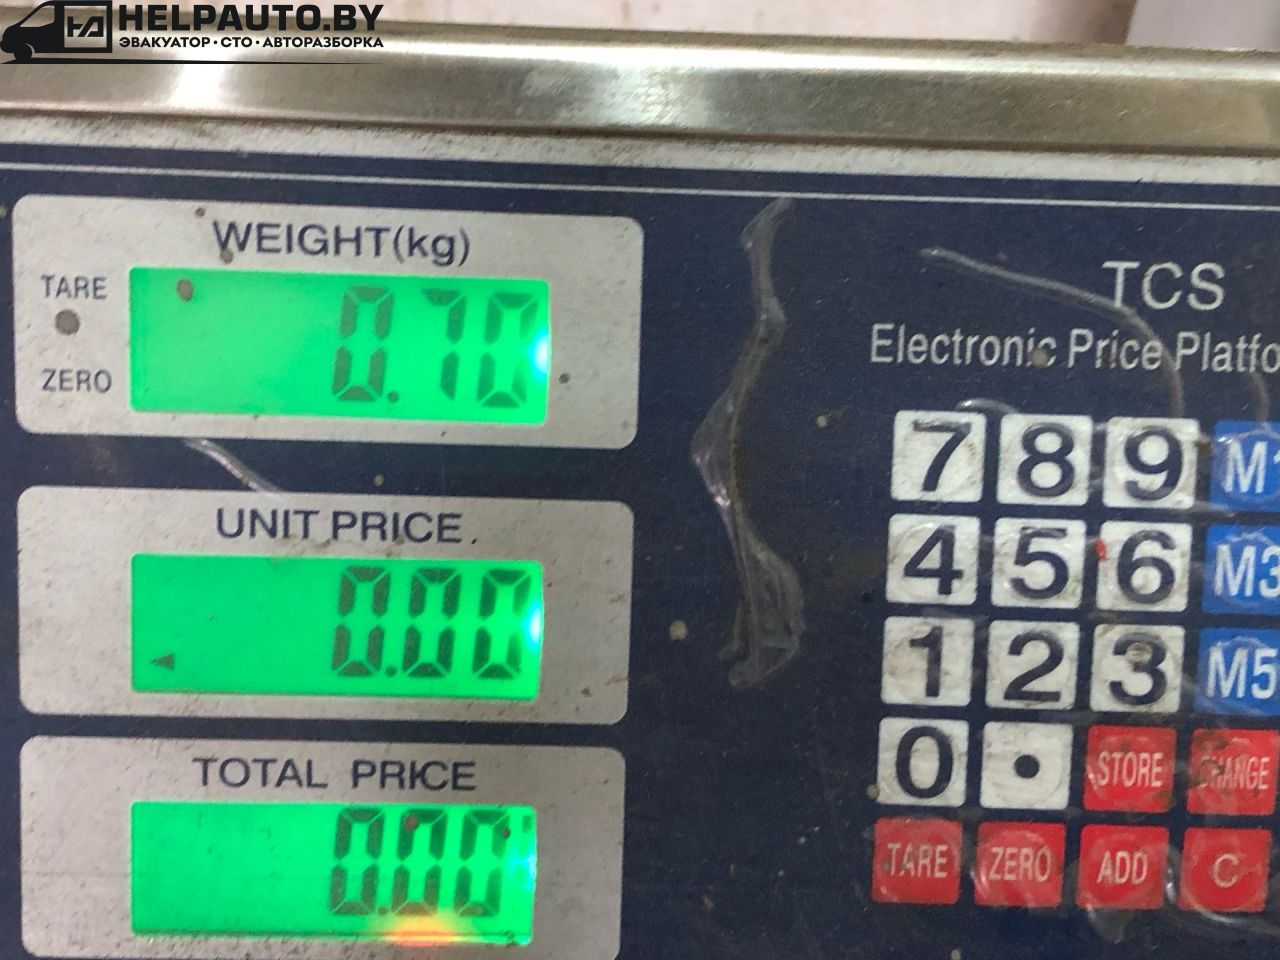 HELPAUTO.BY
ЭВАКУАТОР · СТО · АВТОРАЗБОРКА
WEIGHT(kg)
TARE
ZERO
0.70
UNIT PRICE
0.00
TOTAL PRICE
0.00
TCS
Electronic Price Platfo
7 8 9 M1
4 5 6 M3
1 2 3 M5
0 . STORE CHANGE
TARE ZERO ADD C